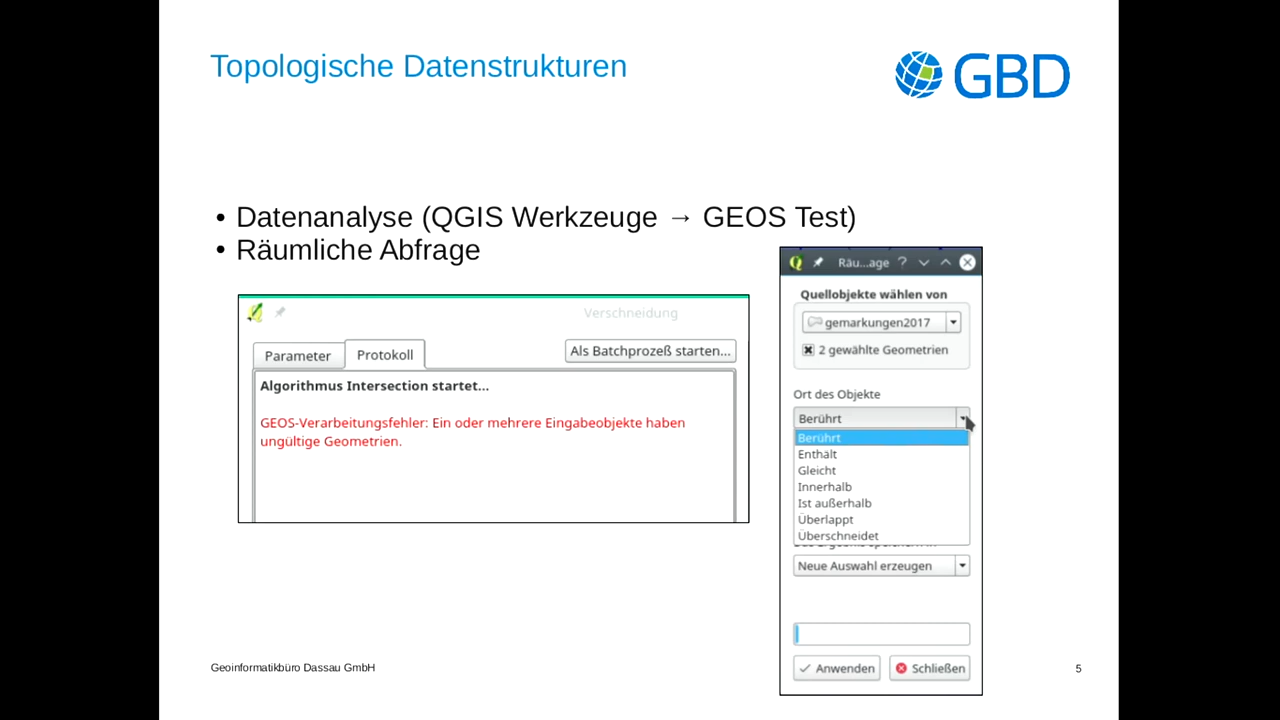 Topologische Datenstrukturen
GBD
• Datenanalyse (QGIS Werkzeuge → GEOS Test)
• Räumliche Abfrage
Verschneidung
Parameter
Protokoll
Als Batchprozeß starten...
Algorithmus Intersection startet...
GEOS-Verarbeitungsfehler: Ein oder mehrere Eingabeobjekte haben
ungültige Geometrien.
Räu...age
Quellobjekte wählen von
gemarkungen2017
2 gewählte Geometrien
Ort des Objekte
Berührt
Berührt
Enthält
Gleicht
Innerhalb
Ist außerhalb
Überlappt
Überschneidet
Neue Auswahl erzeugen
Anwenden
Schließen
Geoinformatikbüro Dassau GmbH
5